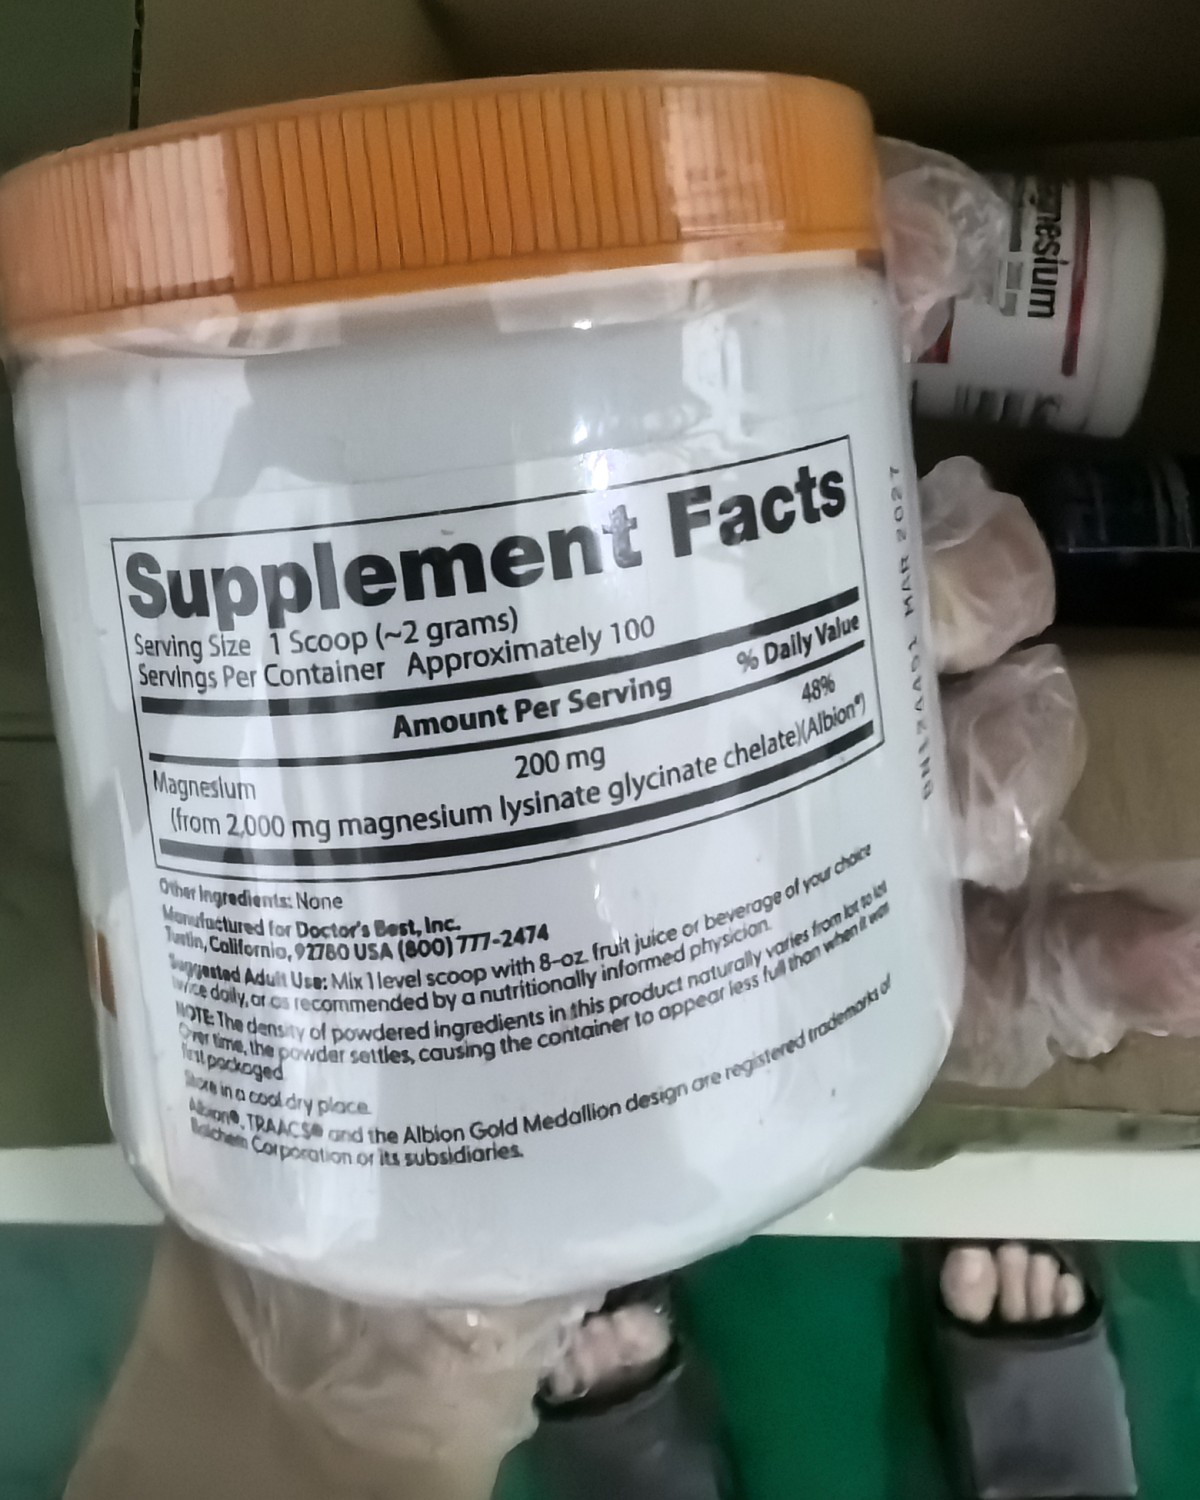 Supplement Facts
Serving Size 1 Scoop (~2 grams)
Servings Per Container Approximately 100
Amount Per Serving % Daily Value
Magnesium 200 mg 48%
(from 2,000 mg magnesium lysinate glycinate chelate)(Albion®)
Other Ingredients: None
Manufactured for Doctor's Best, Inc.
Tustin, California, 92780 USA (800) 777-2474
Suggested Adult Use: Mix 1 level scoop with 8-oz. fruit juice or beverage of your choice
twice daily, or as recommended by a nutritionally informed physician.
NOTE: The density of powdered ingredients in this product naturally varies from lot to lot.
Over time, the powder settles, causing the container to appear less full than when it was
first packaged.
Store in a cool dry place.
Albion®, TRAACS® and the Albion Gold Medallion design are registered trademarks of
Balchem Corporation or its subsidiaries.
MAR 2027
agnesium